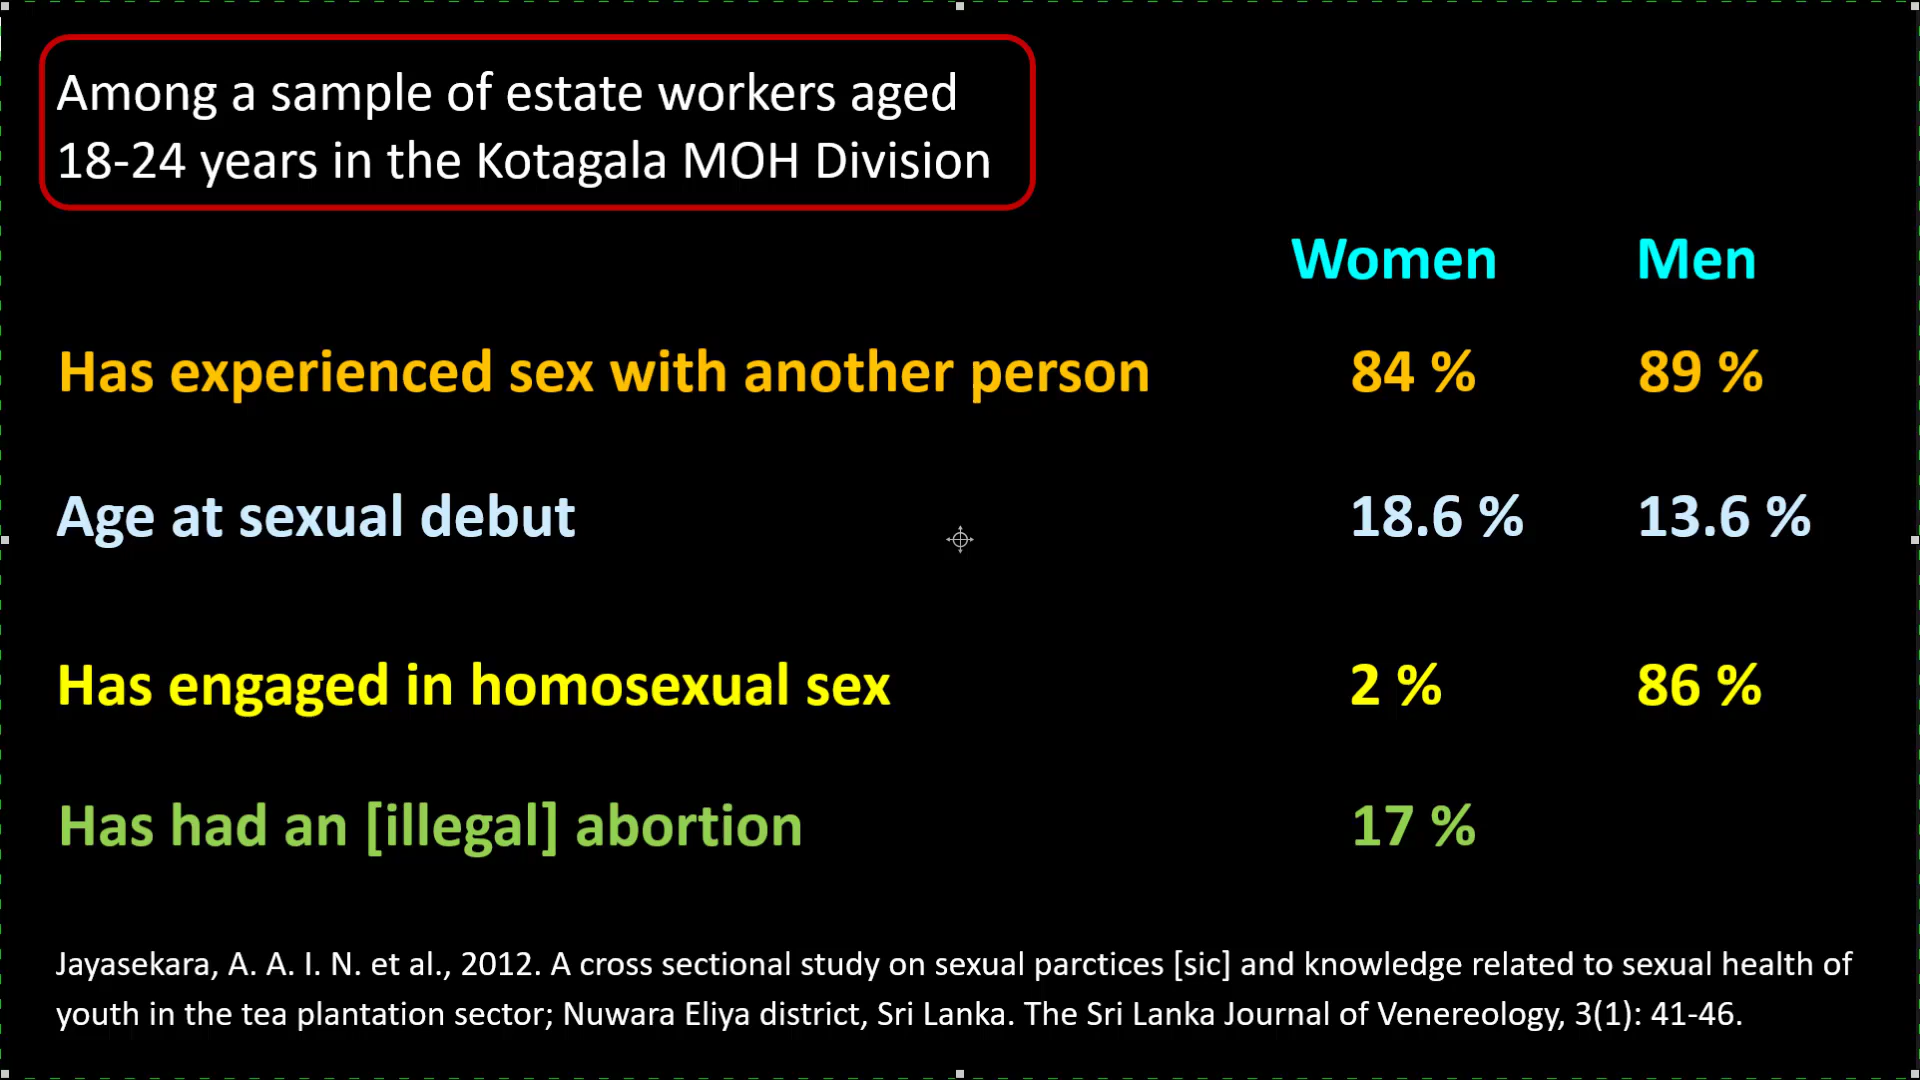 Among a sample of estate workers aged
18-24 years in the Kotagala MOH Division
Women Men
Has experienced sex with another person 84 % 89 %
Age at sexual debut 18.6 % 13.6 %
Has engaged in homosexual sex 2 % 86 %
Has had an [illegal] abortion 17 %
Jayasekara, A. A. I. N. et al., 2012. A cross sectional study on sexual parctices [sic] and knowledge related to sexual health of
youth in the tea plantation sector; Nuwara Eliya district, Sri Lanka. The Sri Lanka Journal of Venereology, 3(1): 41-46.